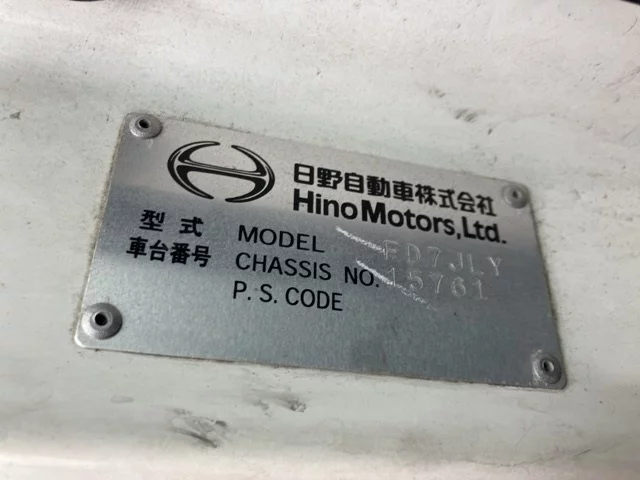 日野自動車株式会社
Hino Motors, Ltd.
型式 MODEL FD7JLY
車台番号 CHASSIS NO. 15761
P.S.CODE